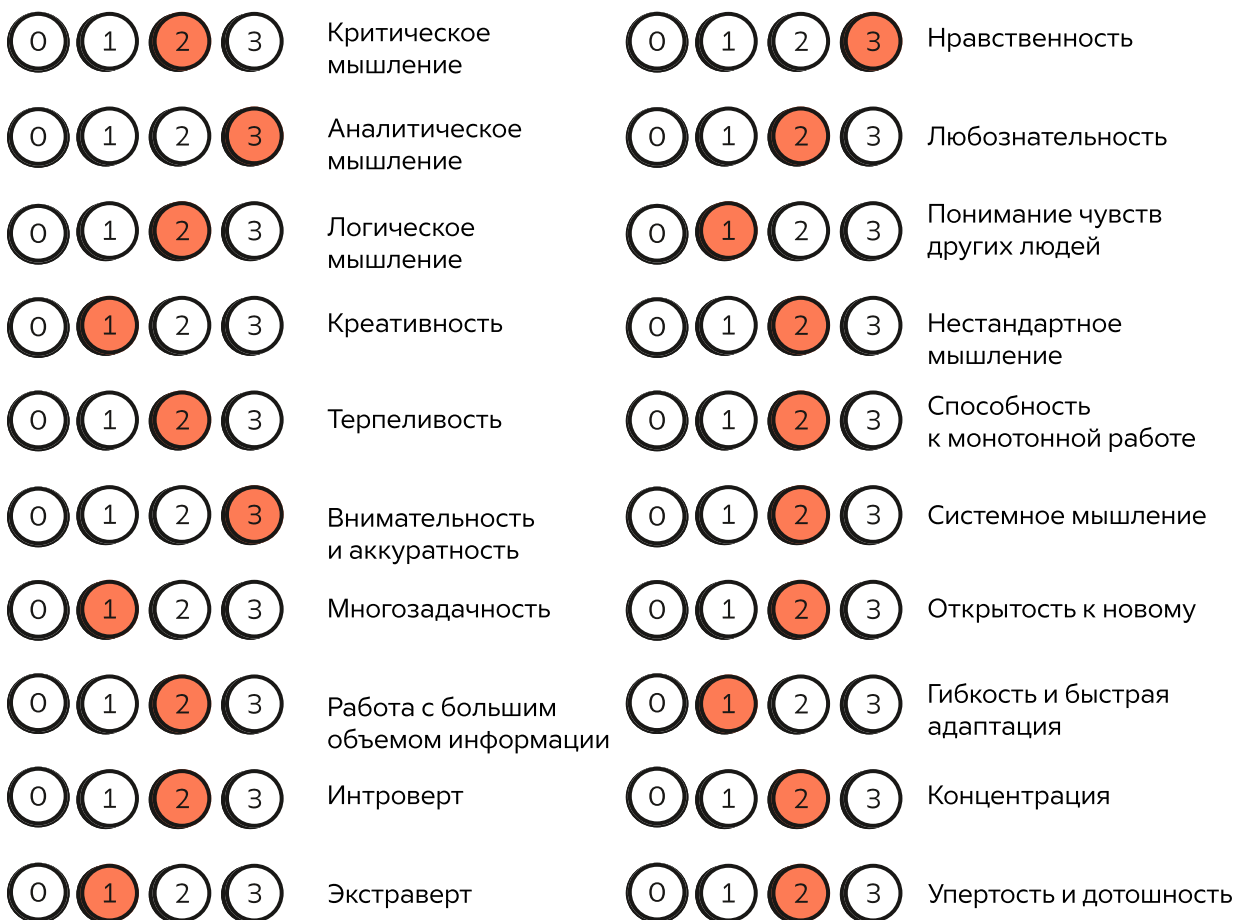 0 1 2 3 Критическое
мышление
0 1 2 3 Аналитическое
мышление
0 1 2 3 Логическое
мышление
0 1 2 3 Креативность
0 1 2 3 Терпеливость
0 1 2 3 Внимательность
и аккуратность
0 1 2 3 Многозадачность
0 1 2 3 Работа с большим
объемом информации
0 1 2 3 Интроверт
0 1 2 3 Экстраверт
0 1 2 3 Нравственность
0 1 2 3 Любознательность
0 1 2 3 Понимание чувств
других людей
0 1 2 3 Нестандартное
мышление
0 1 2 3 Способность
к монотонной работе
0 1 2 3 Системное мышление
0 1 2 3 Открытость к новому
0 1 2 3 Гибкость и быстрая
адаптация
0 1 2 3 Концентрация
0 1 2 3 Упертость и дотошность